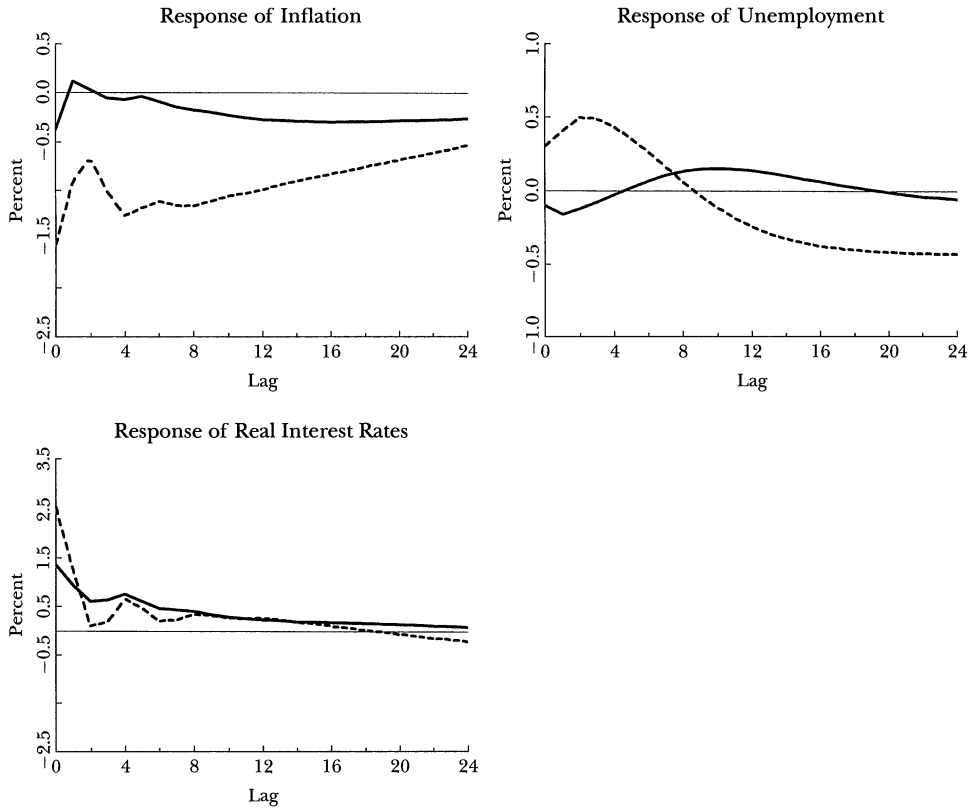 Response of Inflation
Percent
0.5
0.0
−0.5
−1.5
−2.5
0 4 8 12 16 20 24
Lag
Response of Unemployment
Percent
1.0
0.5
0.0
−0.5
−1.0
0 4 8 12 16 20 24
Lag
Response of Real Interest Rates
Percent
3.5
2.5
1.5
0.5
−0.5
−2.5
0 4 8 12 16 20 24
Lag